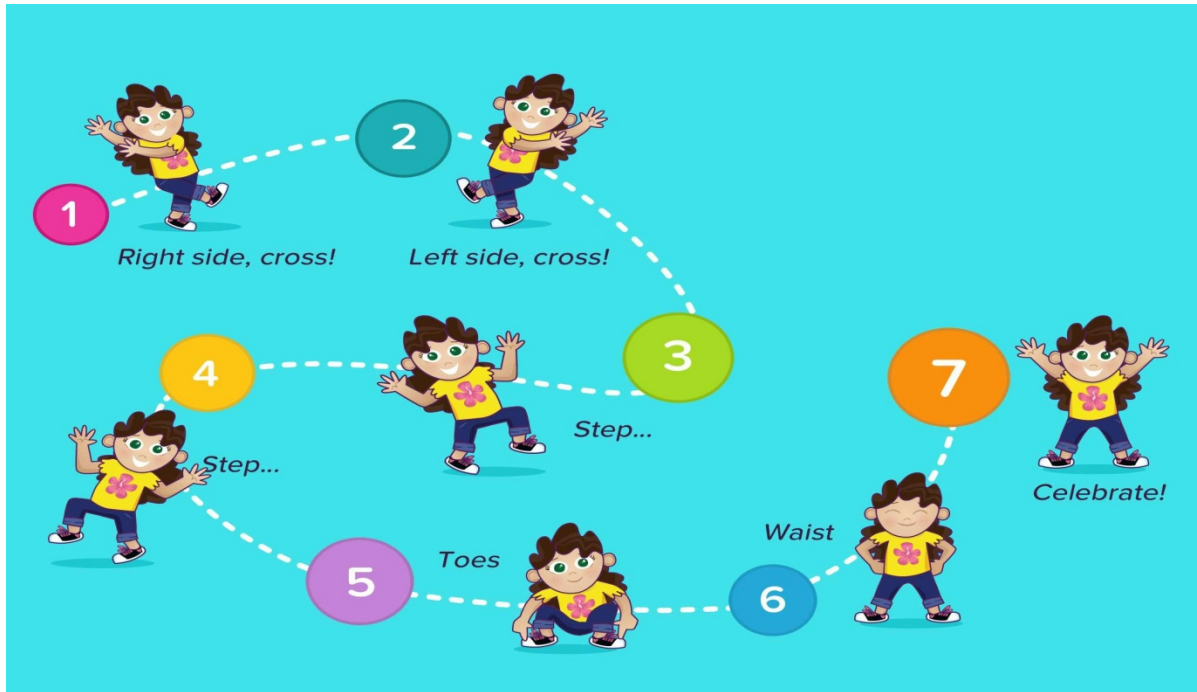 1
Right side, cross!
2
Left side, cross!
3
Step...
4
Step...
5
Toes
6
Waist
7
Celebrate!